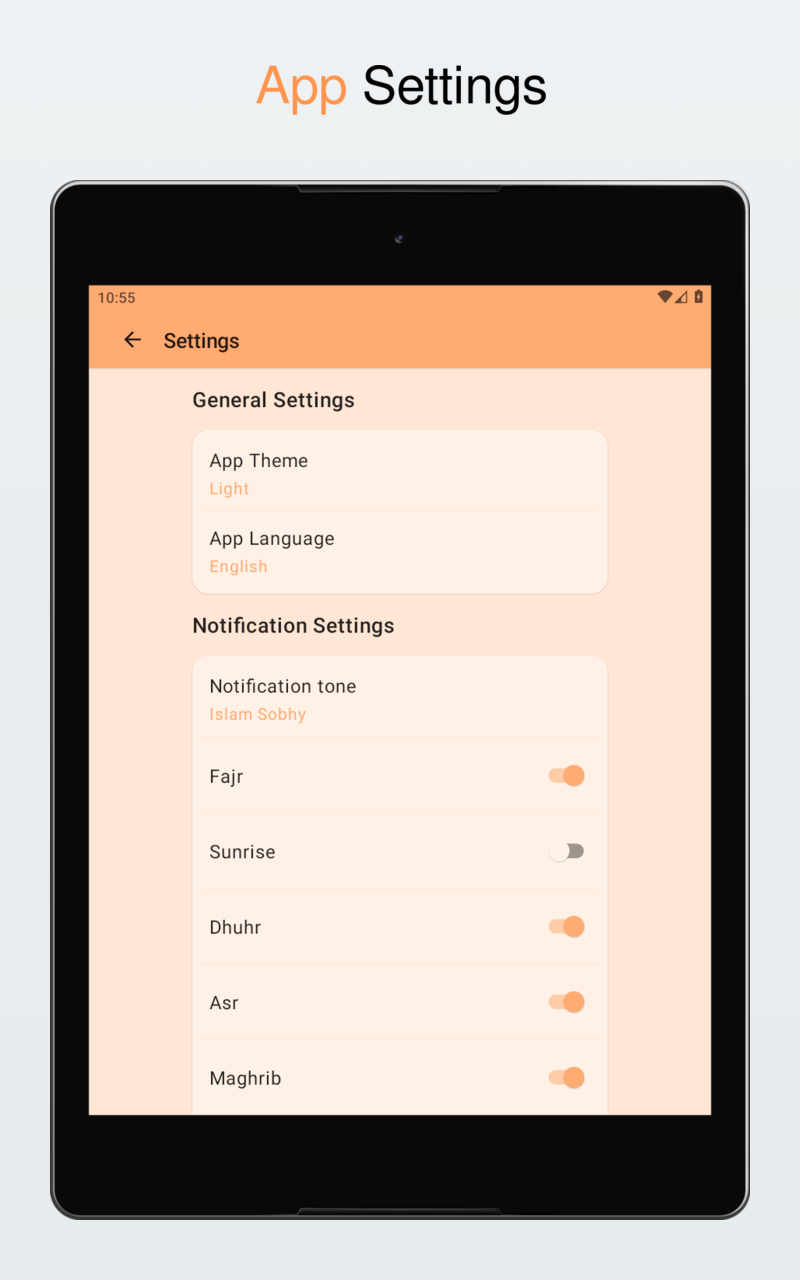 App Settings
10:55
Settings
General Settings
App Theme
Light
App Language
English
Notification Settings
Notification tone
Islam Sobhy
Fajr
Sunrise
Dhuhr
Asr
Maghrib